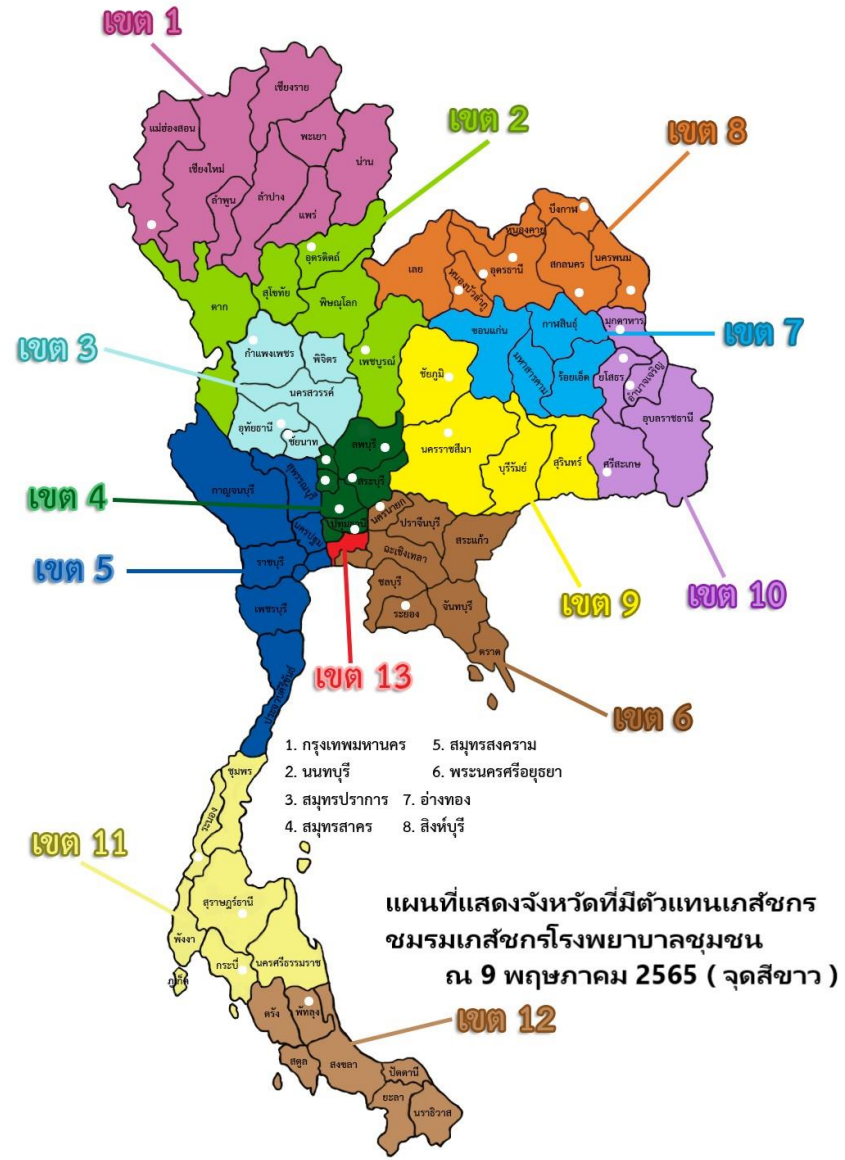 เขต 1
เชียงราย
แม่ฮ่องสอน
พะเยา
น่าน
เชียงใหม่
ลำพูน
ลำปาง
แพร่
เขต 2
อุตรดิตถ์
ตาก
สุโขทัย
พิษณุโลก
เพชรบูรณ์
เขต 8
บึงกาฬ
หนองคาย
เลย
หนองบัวลำภู
อุดรธานี
สกลนคร
นครพนม
เขต 3
กำแพงเพชร
พิจิตร
นครสวรรค์
อุทัยธานี
ชัยนาท
เขต 7
ขอนแก่น
กาฬสินธุ์
มหาสารคาม
ร้อยเอ็ด
มุกดาหาร
ยโสธร
อำนาจเจริญ
อุบลราชธานี
ศรีสะเกษ
เขต 10
ชัยภูมิ
นครราชสีมา
บุรีรัมย์
สุรินทร์
เขต 9
เขต 4
ลพบุรี
สระบุรี
ปทุมธานี
เขต 5
กาญจนบุรี
สุพรรณบุรี
นครปฐม
ราชบุรี
เพชรบุรี
ประจวบคีรีขันธ์
เขต 13
นครนายก
ปราจีนบุรี
สระแก้ว
ฉะเชิงเทรา
ชลบุรี
ระยอง
จันทบุรี
ตราด
เขต 6
1. กรุงเทพมหานคร 5. สมุทรสงคราม
2. นนทบุรี 6. พระนครศรีอยุธยา
3. สมุทรปราการ 7. อ่างทอง
4. สมุทรสาคร 8. สิงห์บุรี
เขต 11
ชุมพร
ระนอง
สุราษฎร์ธานี
พังงา
กระบี่
นครศรีธรรมราช
ภูเก็ต
แผนที่แสดงจังหวัดที่มีตัวแทนเภสัชกร
ชมรมเภสัชกรโรงพยาบาลชุมชน
ณ 9 พฤษภาคม 2565 ( จุดสีขาว )
เขต 12
ตรัง
พัทลุง
สตูล
สงขลา
ปัตตานี
ยะลา
นราธิวาส